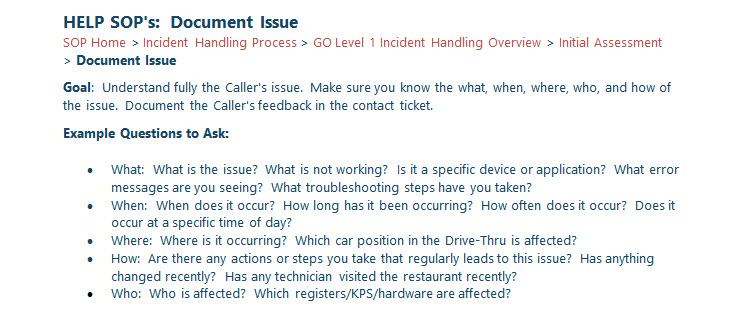 HELP SOP's: Document Issue
SOP Home > Incident Handling Process > GO Level 1 Incident Handling Overview > Initial Assessment
> Document Issue
Goal: Understand fully the Caller's issue. Make sure you know the what, when, where, who, and how of
the issue. Document the Caller's feedback in the contact ticket.
Example Questions to Ask:
• What: What is the issue? What is not working? Is it a specific device or application? What error
messages are you seeing? What troubleshooting steps have you taken?
• When: When does it occur? How long has it been occurring? How often does it occur? Does it
occur at a specific time of day?
• Where: Where is it occurring? Which car position in the Drive-Thru is affected?
• How: Are there any actions or steps you take that regularly leads to this issue? Has anything
changed recently? Has any technician visited the restaurant recently?
• Who: Who is affected? Which registers/KPS/hardware are affected?